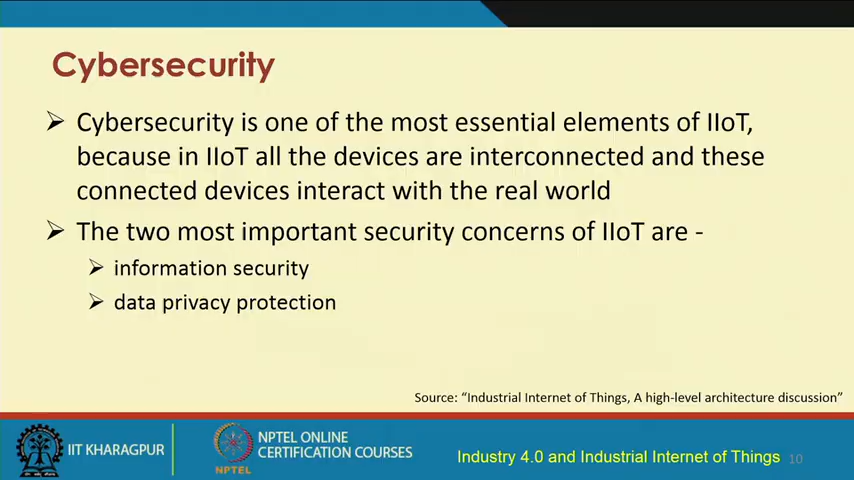 Cybersecurity
➢ Cybersecurity is one of the most essential elements of IIoT,
because in IIoT all the devices are interconnected and these
connected devices interact with the real world
➢ The two most important security concerns of IIoT are -
➢ information security
➢ data privacy protection
Source: “Industrial Internet of Things, A high-level architecture discussion”
IIT KHARAGPUR
NPTEL
NPTEL ONLINE
CERTIFICATION COURSES
Industry 4.0 and Industrial Internet of Things
10